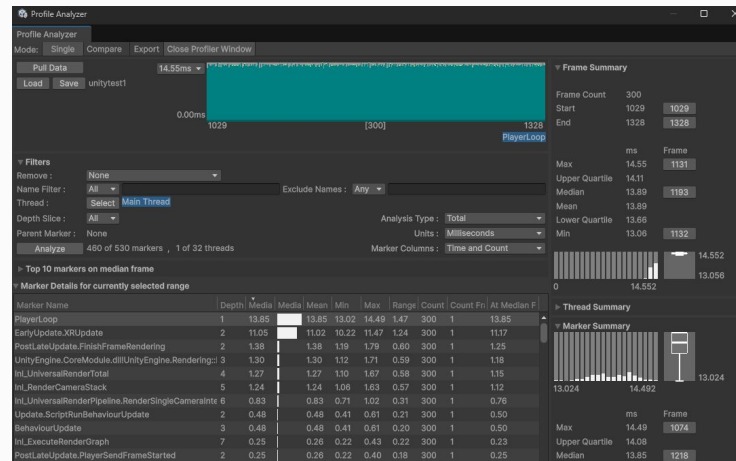 Profile Analyzer
Profile Analyzer
Mode: Single Compare Export Close Profiler Window
Pull Data 14.55ms
Load Save unitytest1
0.00ms
1029 [300] 1328
PlayerLoop
Filters
Remove : None
Name Filter : All Exclude Names : Any
Thread : Select Main Thread
Depth Slice : All Analysis Type : Total
Parent Marker : None Units : Milliseconds
Analyze 460 of 530 markers , 1 of 32 threads Marker Columns : Time and Count
Top 10 markers on median frame
Marker Details for currently selected range
Marker Name Depth Media Media Mean Min Max Range Count Count Fra At Median F
PlayerLoop 1 13.85 13.85 13.02 14.49 1.47 300 1 13.85
EarlyUpdate.XRUpdate 2 11.05 11.02 10.22 11.47 1.24 300 1 11.17
PostLateUpdate.FinishFrameRendering 2 1.38 1.38 1.19 1.79 0.60 300 1 1.25
UnityEngine.CoreModule.dll!UnityEngine.Rendering::I 3 1.30 1.30 1.12 1.71 0.59 300 1 1.18
Inl_UniversalRenderTotal 4 1.27 1.27 1.10 1.67 0.58 300 1 1.15
Inl_RenderCameraStack 5 1.24 1.24 1.06 1.63 0.57 300 1 1.12
Inl_UniversalRenderPipeline.RenderSingleCameraInte 6 0.83 0.83 0.71 1.02 0.31 300 1 0.76
Update.ScriptRunBehaviourUpdate 2 0.48 0.48 0.41 0.61 0.21 300 1 0.50
BehaviourUpdate 3 0.48 0.48 0.41 0.61 0.20 300 1 0.50
Inl_ExecuteRenderGraph 7 0.25 0.26 0.22 0.43 0.22 300 1 0.23
PostLateUpdate.PlayerSendFrameStarted 2 0.25 0.26 0.22 0.40 0.18 300 1 0.25
Frame Summary
Frame Count 300
Start 1029 1029
End 1328 1328
ms Frame
Max 14.55 1131
Upper Quartile 14.11
Median 13.89 1193
Mean 13.89
Lower Quartile 13.66
Min 13.06 1132
14.552
13.056
0 14.552
Thread Summary
Marker Summary
13.024
13.024 14.492
ms Frame
Max 14.49 1074
Upper Quartile 14.08
Median 13.85 1218